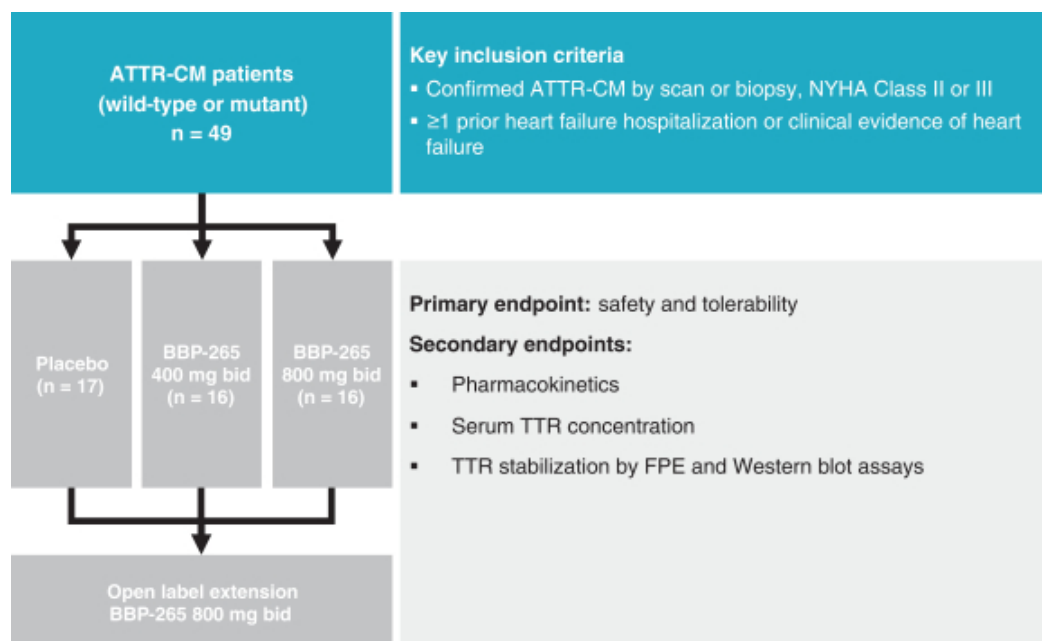 ATTR-CM patients
(wild-type or mutant)
n = 49
Key inclusion criteria
▪ Confirmed ATTR-CM by scan or biopsy, NYHA Class II or III
▪ ≥1 prior heart failure hospitalization or clinical evidence of heart
failure
Placebo
(n = 17)
BBP-265
400 mg bid
(n = 16)
BBP-265
800 mg bid
(n = 16)
Primary endpoint: safety and tolerability
Secondary endpoints:
▪ Pharmacokinetics
▪ Serum TTR concentration
▪ TTR stabilization by FPE and Western blot assays
Open label extension
BBP-265 800 mg bid